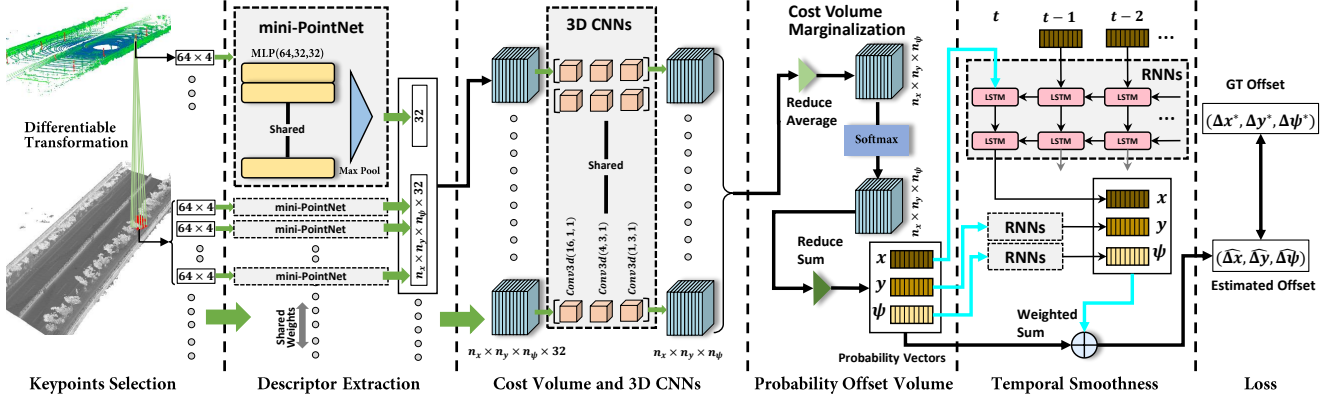 Differentiable
Transformation
64 × 4
64 × 4
64 × 4
64 × 4
Keypoints Selection
mini-PointNet
MLP(64,32,32)
Shared
Max Pool
32
mini-PointNet
mini-PointNet
mini-PointNet
n_x × n_y × n_ψ × 32
Shared
Weights
Descriptor Extraction
3D CNNs
Shared
Conv3d(16,1,1)
Conv3d(4,3,1)
Conv3d(1,3,1)
n_x × n_y × n_ψ × 32
n_x × n_y × n_ψ
Cost Volume and 3D CNNs
Cost Volume
Marginalization
Reduce
Average
n_x × n_y × n_ψ
Softmax
n_x × n_y × n_ψ
Reduce
Sum
x
y
ψ
Probability Vectors
Probability Offset Volume
t
t − 1
t − 2
...
RNNs
LSTM
LSTM
LSTM
...
LSTM
LSTM
LSTM
RNNs
RNNs
x
y
ψ
Weighted
Sum
Temporal Smoothness
GT Offset
(Δx*, Δy*, Δψ*)
(Δx̂, Δŷ, Δψ̂)
Estimated Offset
Loss